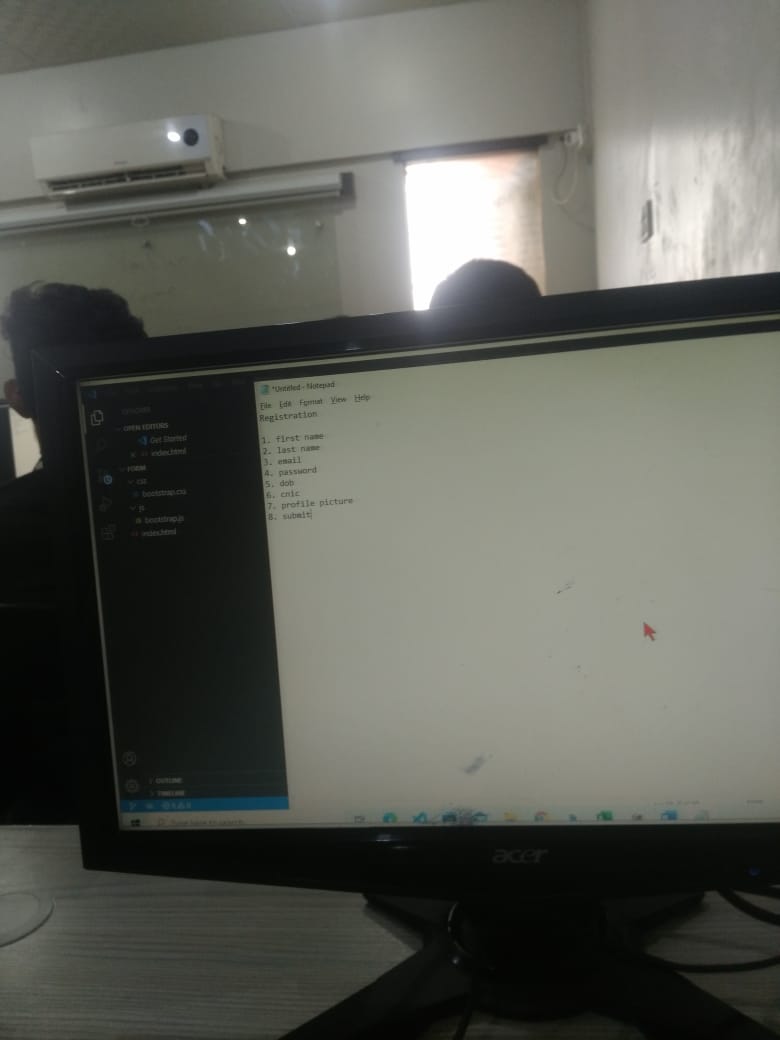 *Untitled - Notepad
File Edit Format View Help
Registration
1. first name
2. last name
3. email
4. password
5. dob
6. cnic
7. profile picture
8. submit
OPEN EDITORS
Get Started
index.html
FORM
css
bootstrap.css
js
bootstrap.js
index.html
OUTLINE
TIMELINE
Type here to search
acer